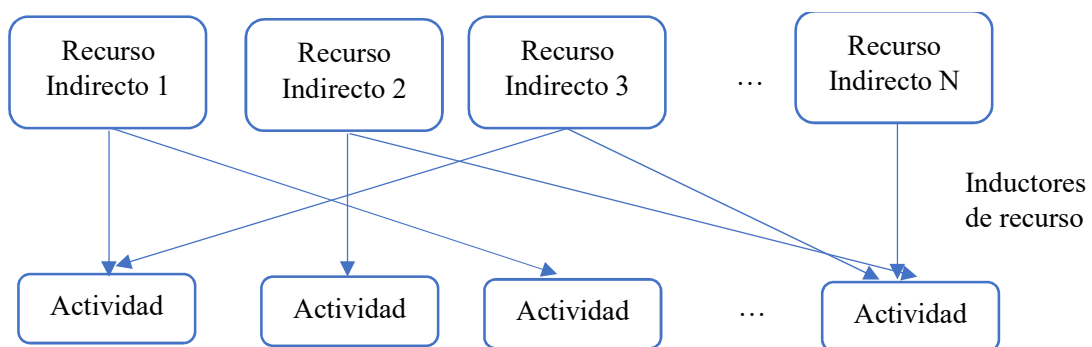 Recurso
Indirecto 1
Recurso
Indirecto 2
Recurso
Indirecto 3
...
Recurso
Indirecto N
Inductores
de recurso
Actividad
Actividad
Actividad
...
Actividad